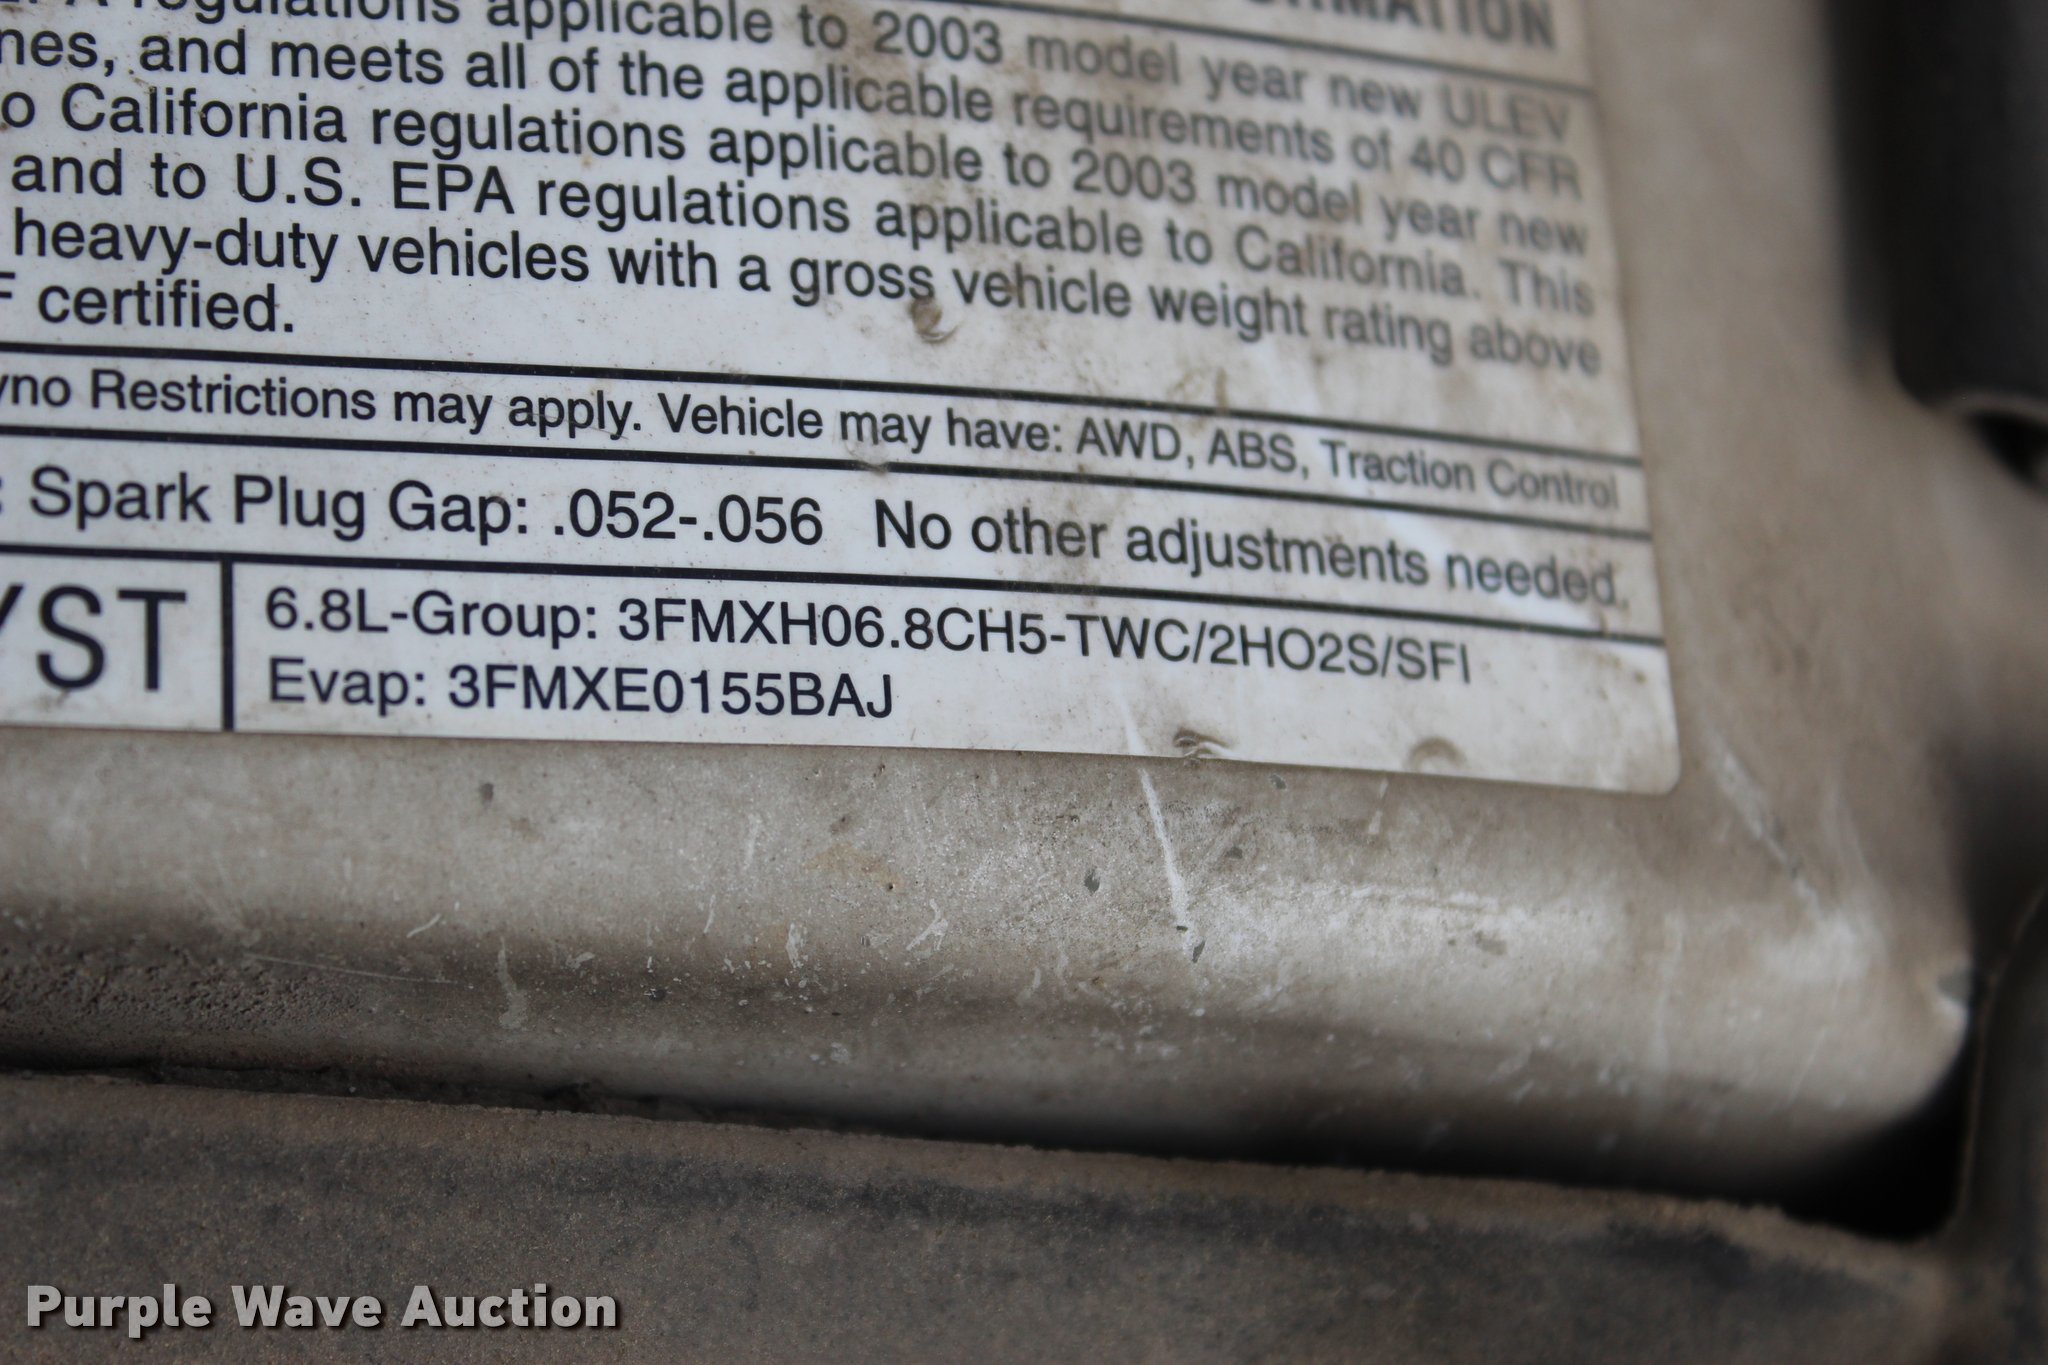 EPA regulations applicable to 2003 model year new ULEV
nes, and meets all of the applicable requirements of 40 CFR
o California regulations applicable to 2003 model year new
and to U.S. EPA regulations applicable to California. This
heavy-duty vehicles with a gross vehicle weight rating above
F certified.
yno Restrictions may apply. Vehicle may have: AWD, ABS, Traction Control
: Spark Plug Gap: .052-.056 No other adjustments needed.
YST
6.8L-Group: 3FMXH06.8CH5-TWC/2HO2S/SFI
Evap: 3FMXE0155BAJ
Purple Wave Auction